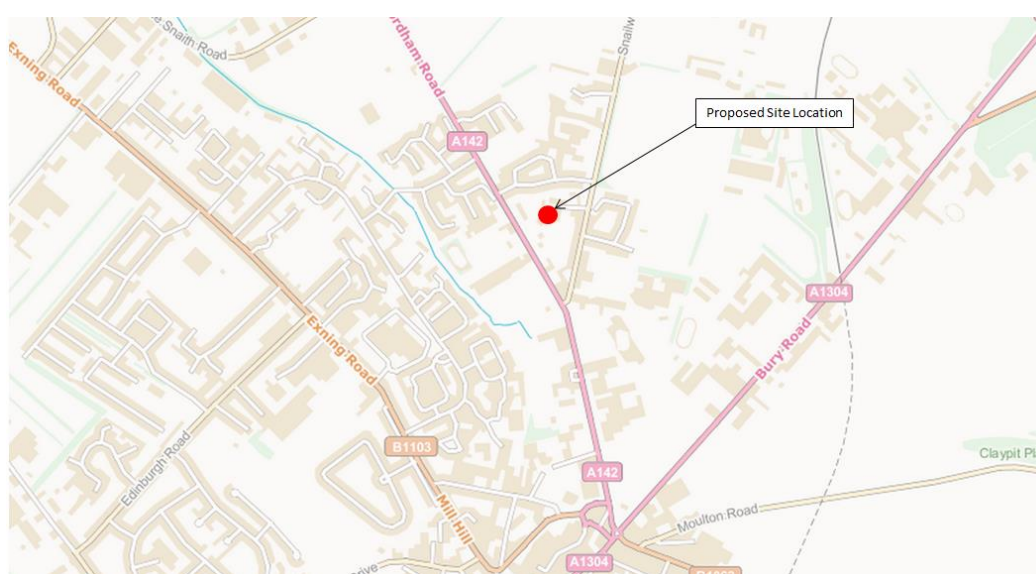 Snaith Road
rdham Road
Snailw
Exning Road
Proposed Site Location
A142
A1304
Bury Road
Exning Road
B1103
Edinburgh Road
Claypit Pl
A142
Mill Hill
Moulton Road
A1304